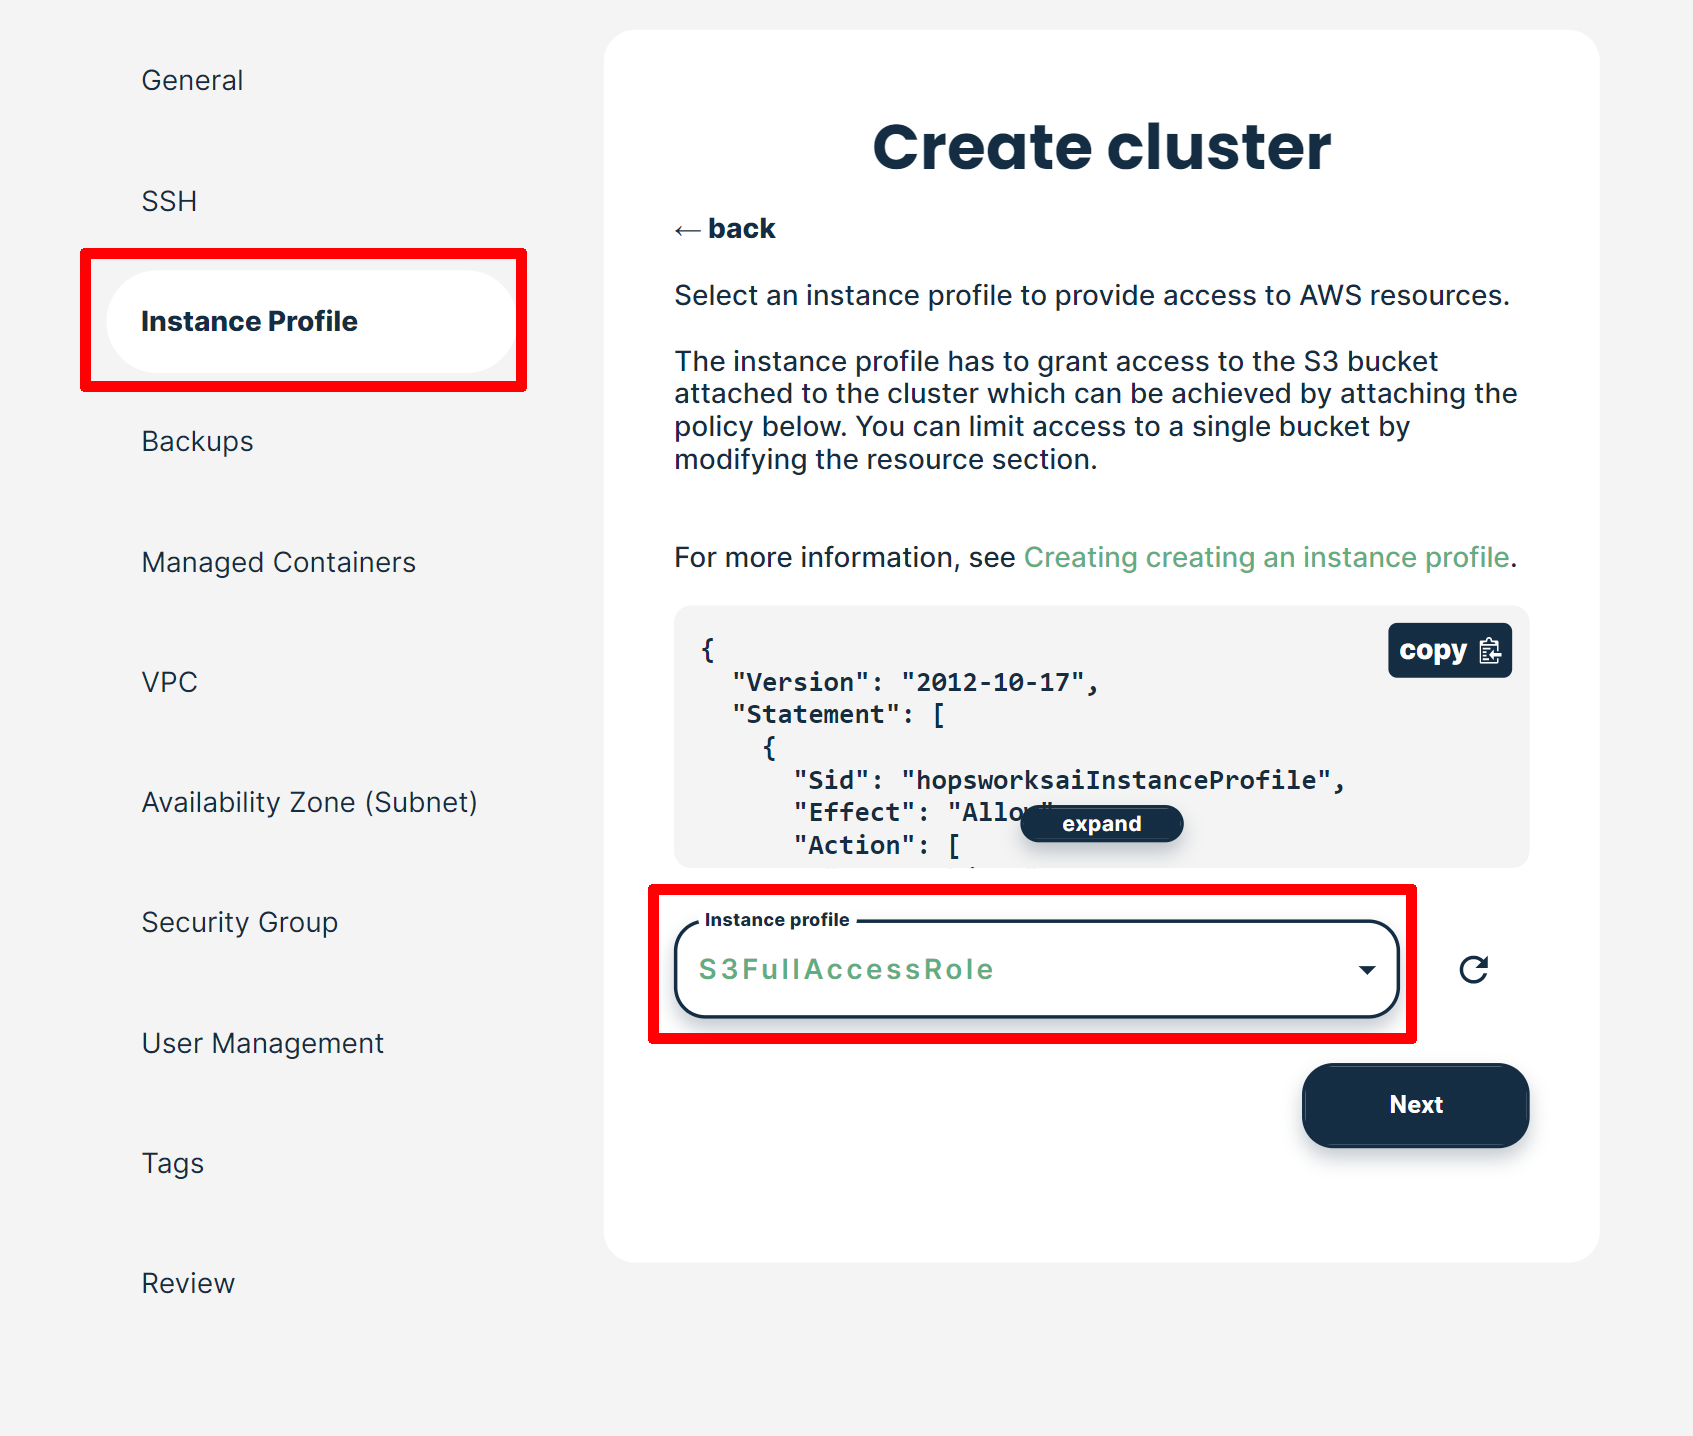 General
SSH
Instance Profile
Backups
Managed Containers
VPC
Availability Zone (Subnet)
Security Group
User Management
Tags
Review
Create cluster
← back
Select an instance profile to provide access to AWS resources.
The instance profile has to grant access to the S3 bucket
attached to the cluster which can be achieved by attaching the
policy below. You can limit access to a single bucket by
modifying the resource section.
For more information, see Creating creating an instance profile.
copy
{
"Version": "2012-10-17",
"Statement": [
{
"Sid": "hopsworksaiInstanceProfile",
"Effect": "Allow"
expand
"Action": [
Instance profile
S3FullAccessRole
Next